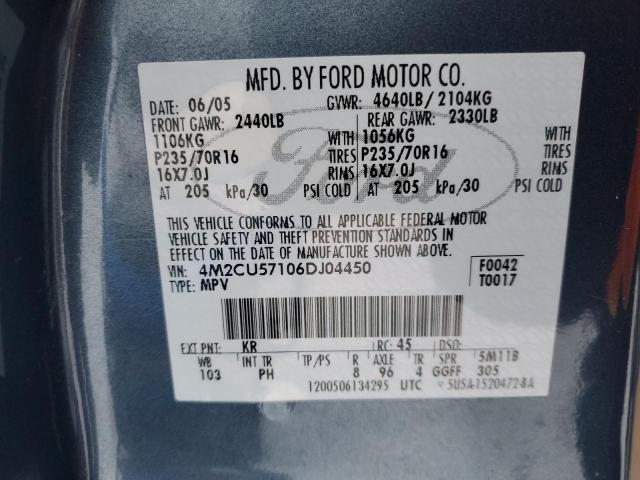 MFD. BY FORD MOTOR CO.
DATE: 06/05 GVWR: 4640LB/ 2104KG
FRONT GAWR: 2440LB REAR GAWR: 2330LB
1106KG WITH 1056KG WITH
P235/70R16 TIRES P235/70R16 TIRES
16X7.0J RIMS 16X7.0J RIMS
AT 205 kPa/30 PSI COLD AT 205 kPa/30 PSI COLD
Ford
THIS VEHICLE CONFORMS TO ALL APPLICABLE FEDERAL MOTOR
VEHICLE SAFETY AND THEFT PREVENTION STANDARDS IN
EFFECT ON THE DATE OF MANUFACTURE SHOWN ABOVE.
VIN: 4M2CU57106DJ04450 F0042
TYPE: MPV T0017
EXT PNT: KR RC: 45 DSO:
WB INT TR TP/PS R AXLE TR SPR 5M11B
103 PH 8 96 4 GGFF 305
1200506134295 UTC 5U5A-1520472-BA